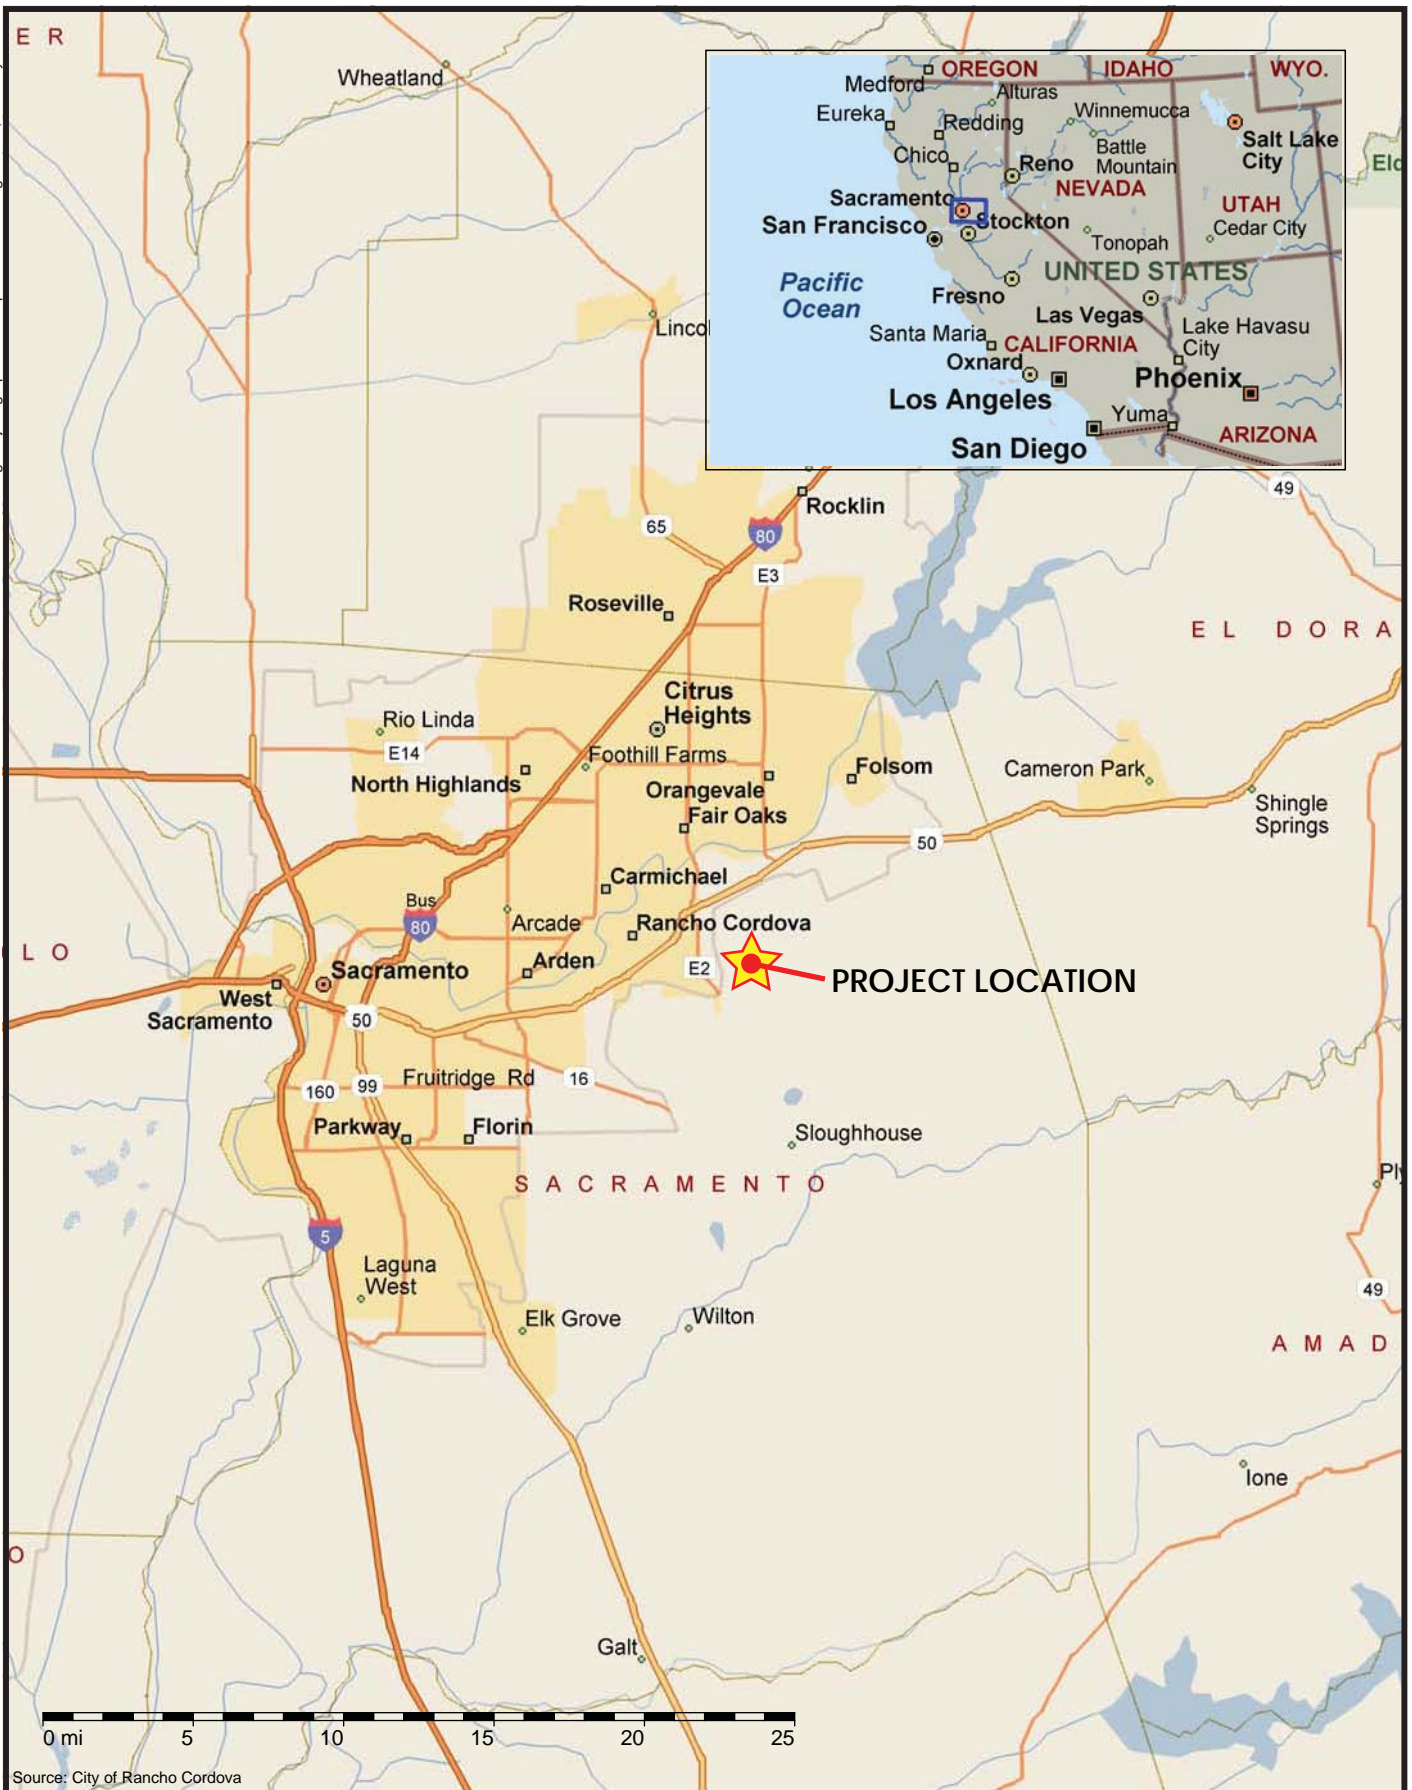 E R
Wheatland
OREGON
IDAHO
WYO.
Medford
Alturas
Eureka
Winnemucca
Redding
Salt Lake
City
Battle
Mountain
Chico
Reno
NEVADA
Sacramento
UTAH
San Francisco
Stockton
Cedar City
Tonopah
UNITED STATES
Pacific
Ocean
Fresno
Las Vegas
Lake Havasu
City
Santa Maria
CALIFORNIA
Oxnard
Phoenix
Los Angeles
Yuma
ARIZONA
San Diego
Eld
Lincol
49
Rocklin
65
80
E3
Roseville
E L D O R A
Citrus
Heights
Rio Linda
E14
Foothill Farms
North Highlands
Folsom
Cameron Park
Orangevale
Fair Oaks
Shingle
Springs
50
Carmichael
Bus
80
Arcade
Rancho Cordova
L O
Arden
E2
Sacramento
PROJECT LOCATION
West
Sacramento
50
Fruitridge Rd
16
160
99
Parkway
Florin
Sloughhouse
S A C R A M E N T O
Ply
5
Laguna
West
49
Elk Grove
Wilton
A M A D
Ione
O
Galt
0 mi 5 10 15 20 25
Source: City of Rancho Cordova